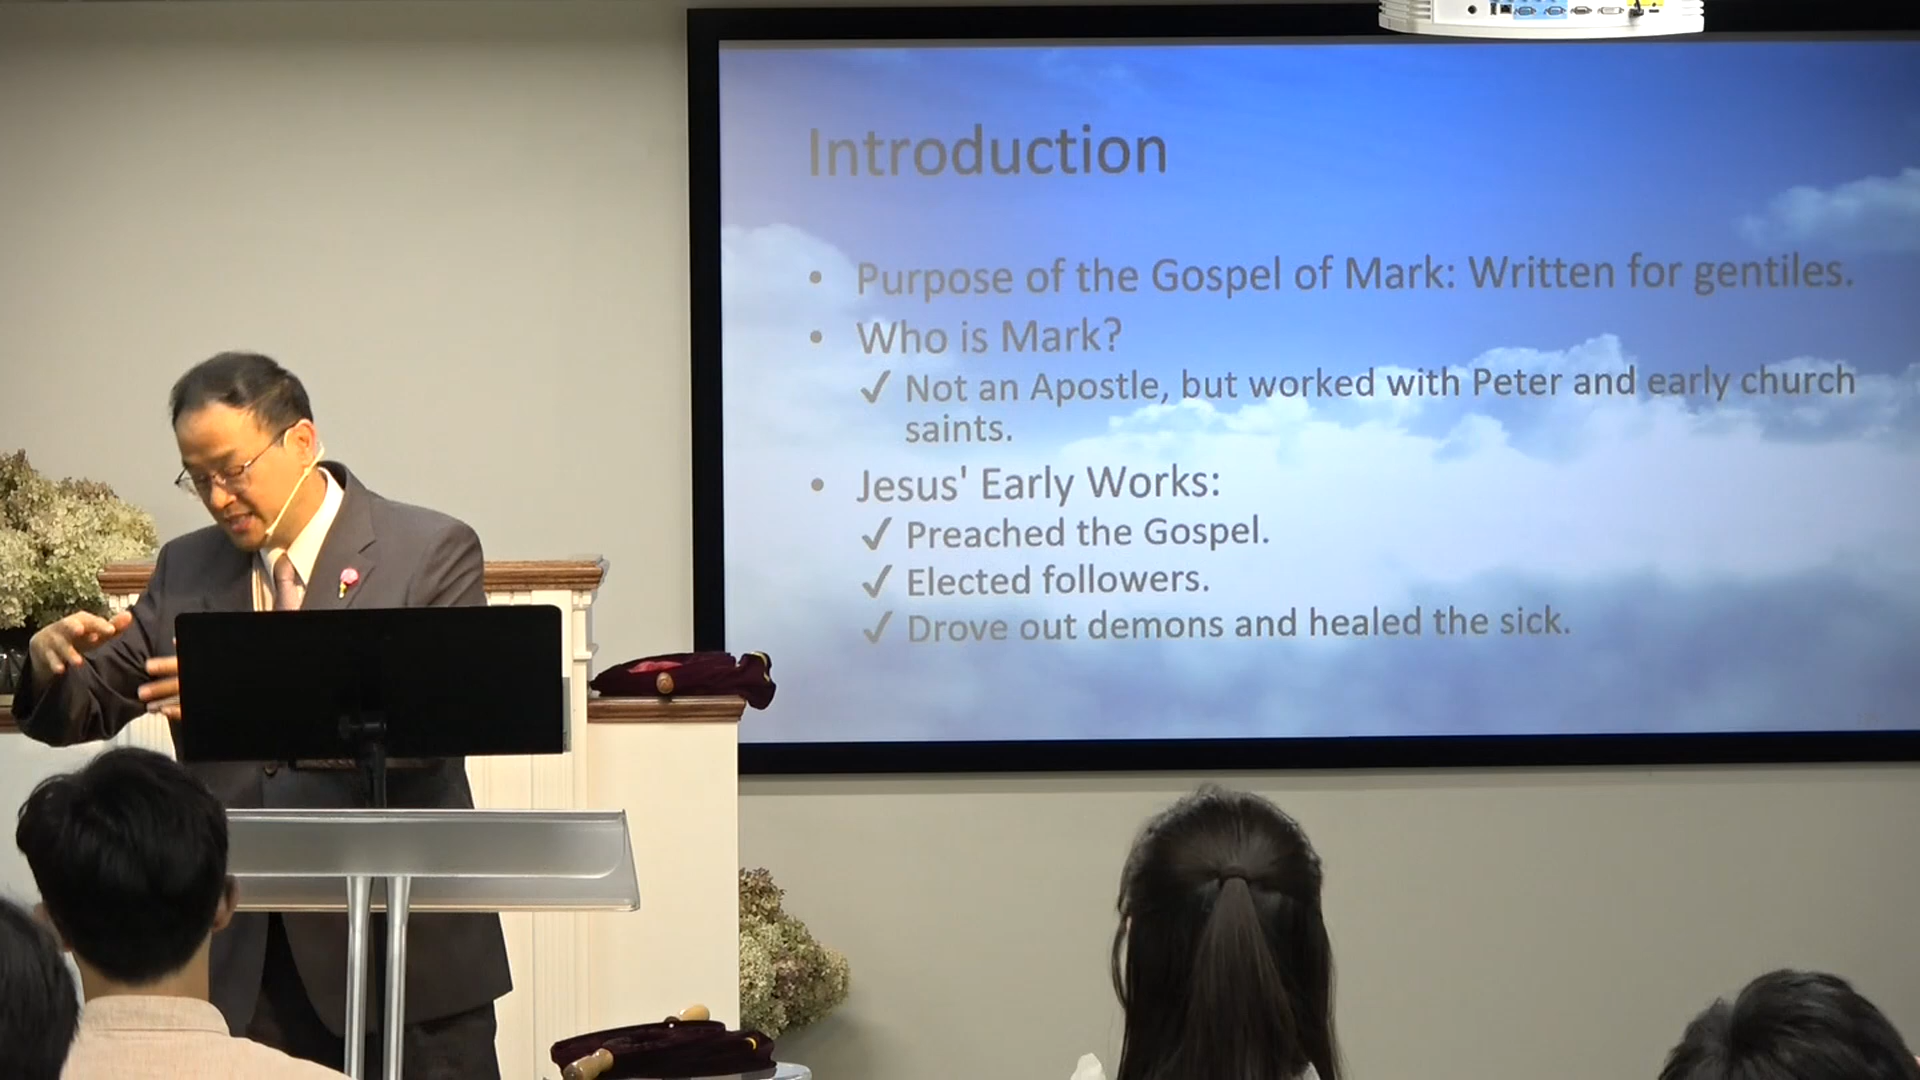 Introduction
• Purpose of the Gospel of Mark: Written for gentiles.
• Who is Mark?
✓ Not an Apostle, but worked with Peter and early church
saints.
• Jesus' Early Works:
✓ Preached the Gospel.
✓ Elected followers.
✓ Drove out demons and healed the sick.